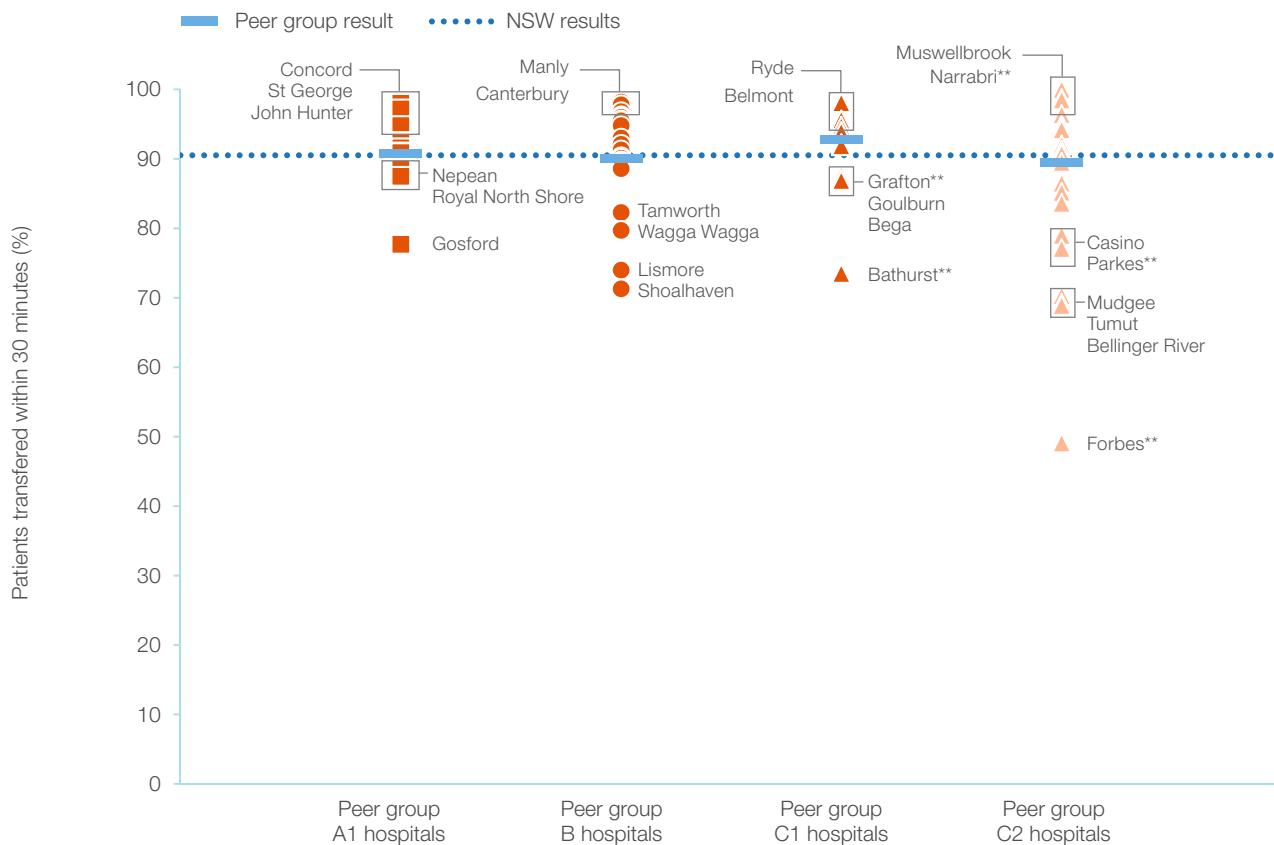 Peer group result
NSW results
Patients transfered within 30 minutes (%)
100
90
80
70
60
50
40
30
20
10
0
Concord
St George
John Hunter
Nepean
Royal North Shore
Gosford
Manly
Canterbury
Tamworth
Wagga Wagga
Lismore
Shoalhaven
Ryde
Belmont
Grafton**
Goulburn
Bega
Bathurst**
Muswellbrook
Narrabri**
Casino
Parkes**
Mudgee
Tumut
Bellinger River
Forbes**
Peer group
A1 hospitals
Peer group
B hospitals
Peer group
C1 hospitals
Peer group
C2 hospitals